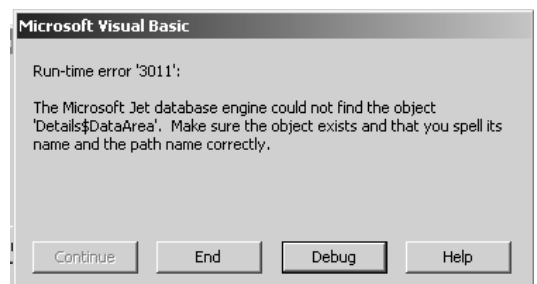 Microsoft Visual Basic
Run-time error '3011':
The Microsoft Jet database engine could not find the object
'Details$DataArea'.  Make sure the object exists and that you spell its
name and the path name correctly.
Continue
End
Debug
Help